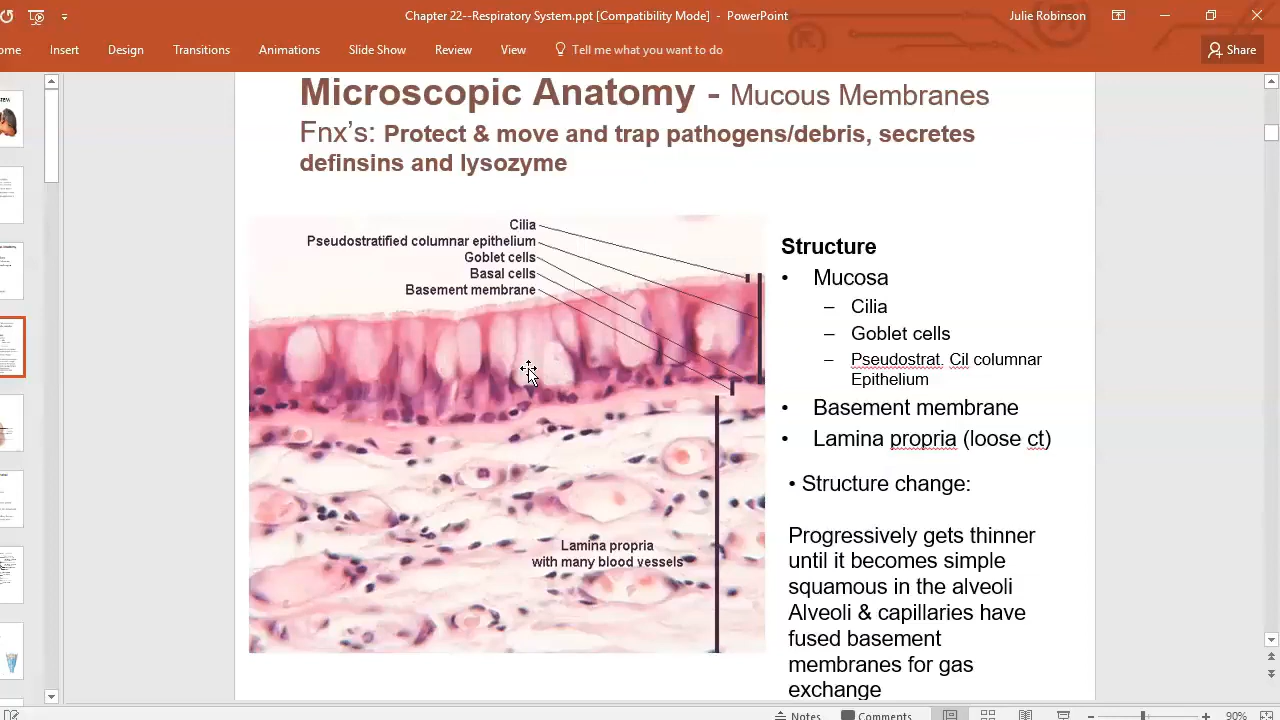 Chapter 22--Respiratory System.ppt [Compatibility Mode] - PowerPoint
Julie Robinson
ome Insert Design Transitions Animations Slide Show Review View Tell me what you want to do Share
Microscopic Anatomy - Mucous Membranes
Fnx's: Protect & move and trap pathogens/debris, secretes
definsins and lysozyme
Cilia
Pseudostratified columnar epithelium
Goblet cells
Basal cells
Basement membrane
Lamina propria
with many blood vessels
Structure
• Mucosa
– Cilia
– Goblet cells
– Pseudostrat. Cil columnar
Epithelium
• Basement membrane
• Lamina propria (loose ct)
• Structure change:
Progressively gets thinner
until it becomes simple
squamous in the alveoli
Alveoli & capillaries have
fused basement
membranes for gas
exchange
Notes Comments 90%